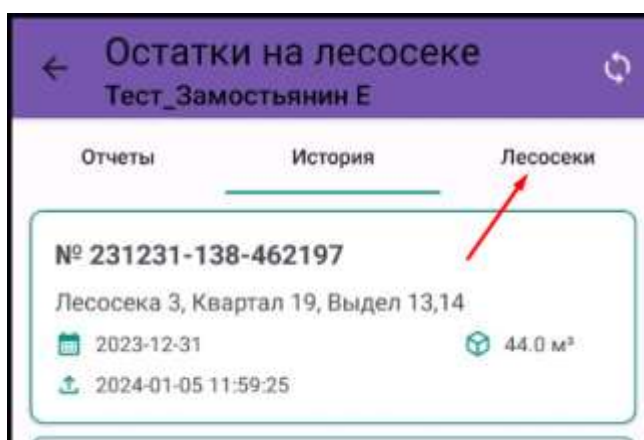 Остатки на лесосеке
Тест_Замостьянин Е
Отчеты История Лесосеки
№ 231231-138-462197
Лесосека 3, Квартал 19, Выдел 13,14
2023-12-31 44.0 м³
2024-01-05 11:59:25